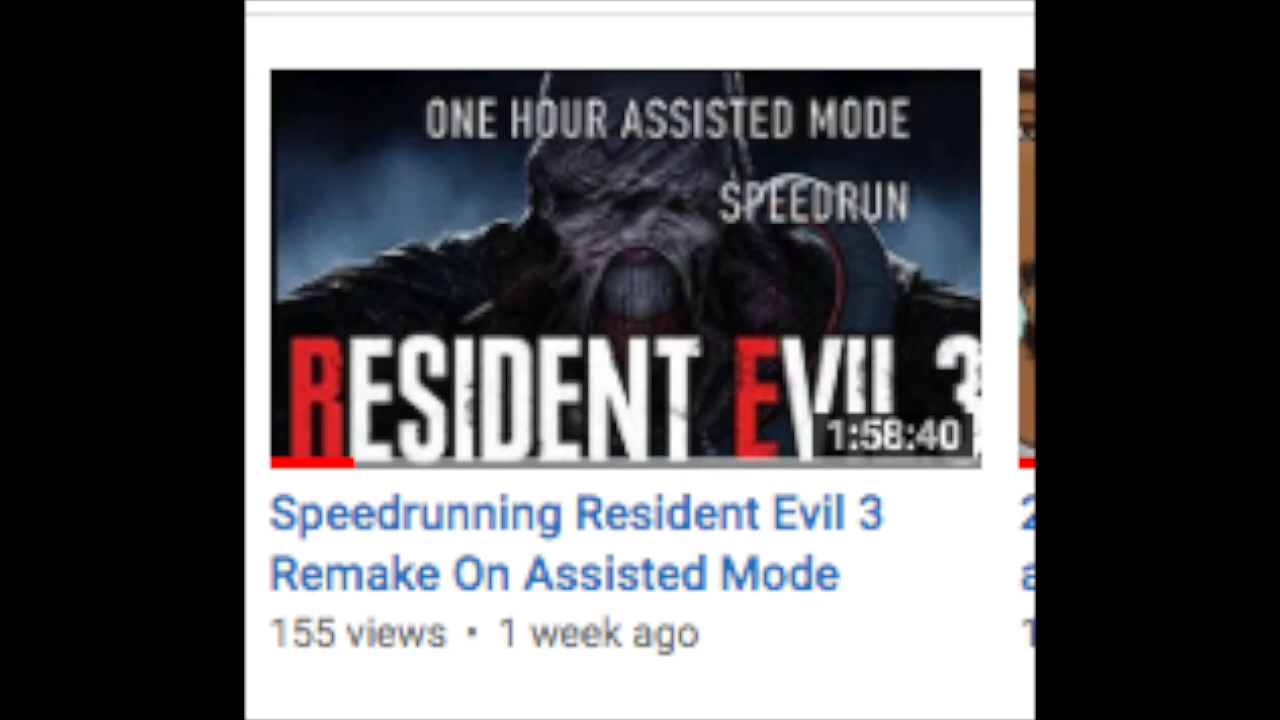 ONE HOUR ASSISTED MODE
SPEEDRUN
RESIDENT EVIL 3
1:58:40
Speedrunning Resident Evil 3
Remake On Assisted Mode
155 views • 1 week ago